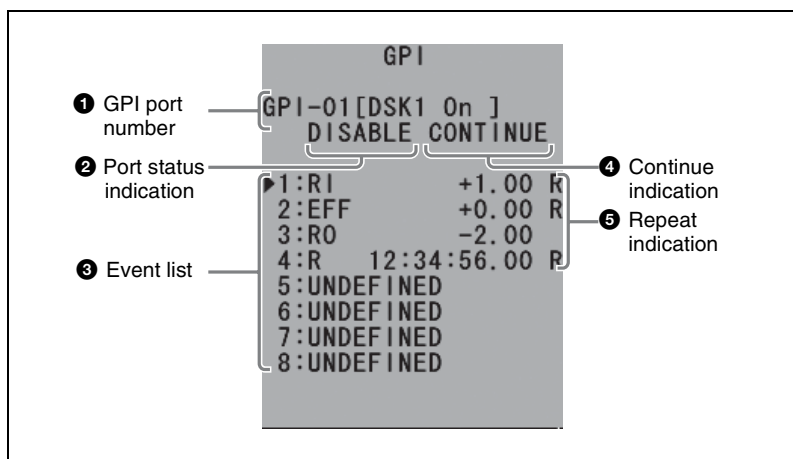 GPI
❶ GPI port
number
GPI-01[DSK1 On ]
DISABLE CONTINUE
❷ Port status
indication
❹ Continue
indication
❺ Repeat
indication
❸ Event list
▶1:RI +1.00 R
2:EFF +0.00 R
3:RO -2.00
4:R 12:34:56.00 R
5:UNDEFINED
6:UNDEFINED
7:UNDEFINED
8:UNDEFINED